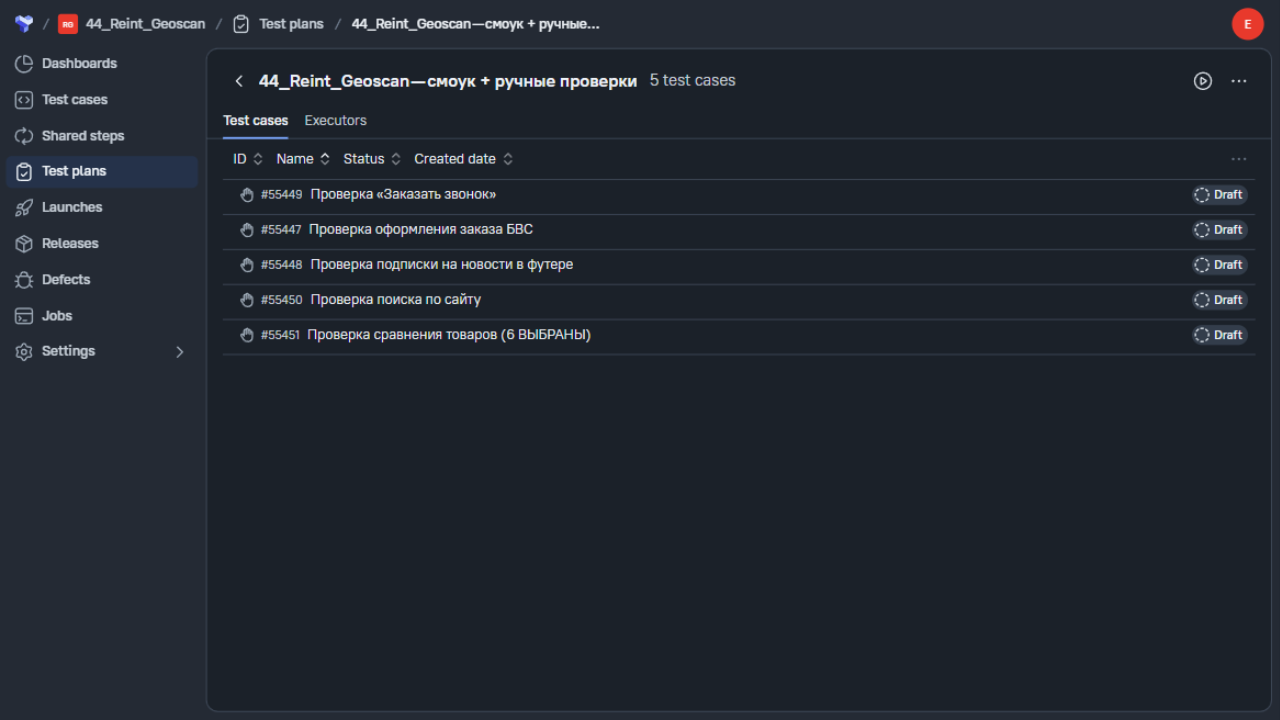 / RG 44_Reint_Geoscan / Test plans / 44_Reint_Geoscan—смоук + ручные... E
Dashboards
Test cases
Shared steps
Test plans
Launches
Releases
Defects
Jobs
Settings
44_Reint_Geoscan—смоук + ручные проверки 5 test cases
Test cases Executors
ID Name Status Created date
#55449 Проверка «Заказать звонок» Draft
#55447 Проверка оформления заказа БВС Draft
#55448 Проверка подписки на новости в футере Draft
#55450 Проверка поиска по сайту Draft
#55451 Проверка сравнения товаров (6 ВЫБРАНЫ) Draft